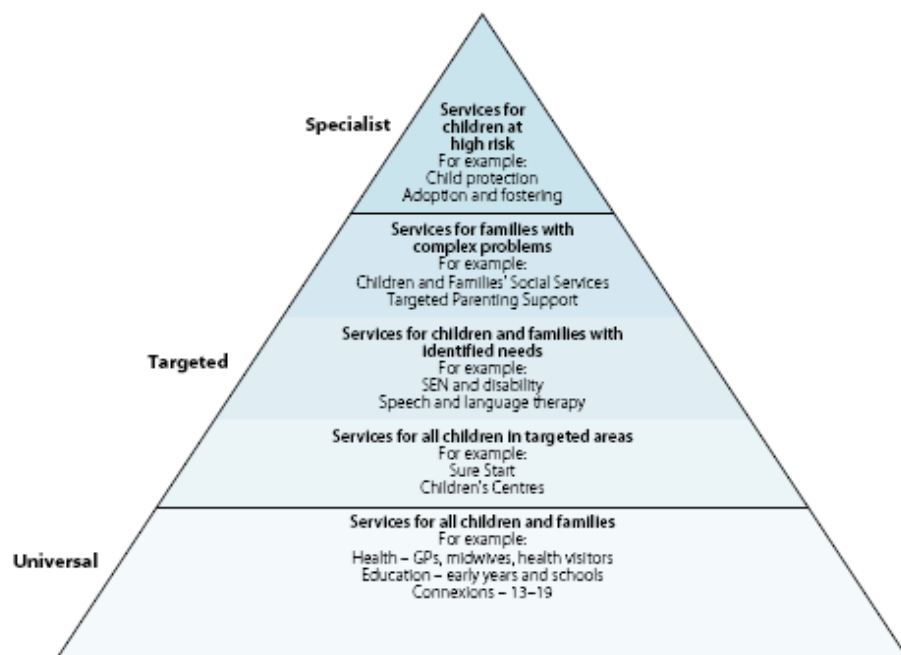 Specialist
Services for
children at
high risk
For example:
Child protection
Adoption and fostering
Services for families with
complex problems
For example:
Children and Families' Social Services
Targeted Parenting Support
Targeted
Services for children and families with
identified needs
For example:
SEN and disability
Speech and language therapy
Services for all children in targeted areas
For example:
Sure Start
Children's Centres
Universal
Services for all children and families
For example:
Health – GPs, midwives, health visitors
Education – early years and schools
Connexions – 13–19